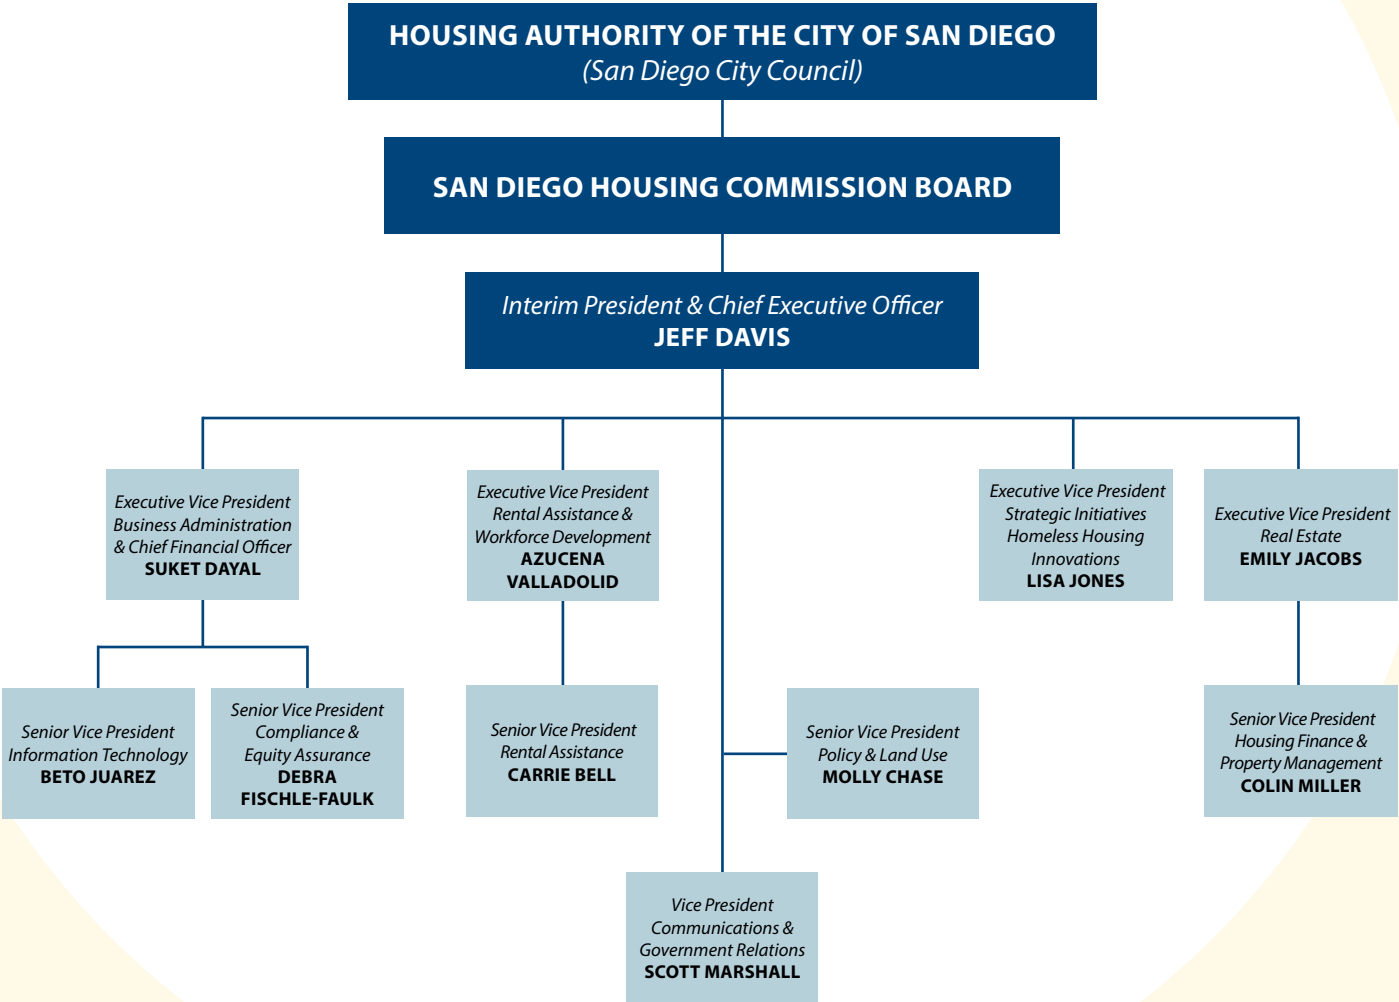 HOUSING AUTHORITY OF THE CITY OF SAN DIEGO
(San Diego City Council)
SAN DIEGO HOUSING COMMISSION BOARD
Interim President & Chief Executive Officer
JEFF DAVIS
Executive Vice President
Business Administration
& Chief Financial Officer
SUKET DAYAL
Executive Vice President
Rental Assistance &
Workforce Development
AZUCENA
VALLADOLID
Executive Vice President
Strategic Initiatives
Homeless Housing
Innovations
LISA JONES
Executive Vice President
Real Estate
EMILY JACOBS
Senior Vice President
Information Technology
BETO JUAREZ
Senior Vice President
Compliance &
Equity Assurance
DEBRA
FISCHLE-FAULK
Senior Vice President
Rental Assistance
CARRIE BELL
Senior Vice President
Policy & Land Use
MOLLY CHASE
Senior Vice President
Housing Finance &
Property Management
COLIN MILLER
Vice President
Communications &
Government Relations
SCOTT MARSHALL